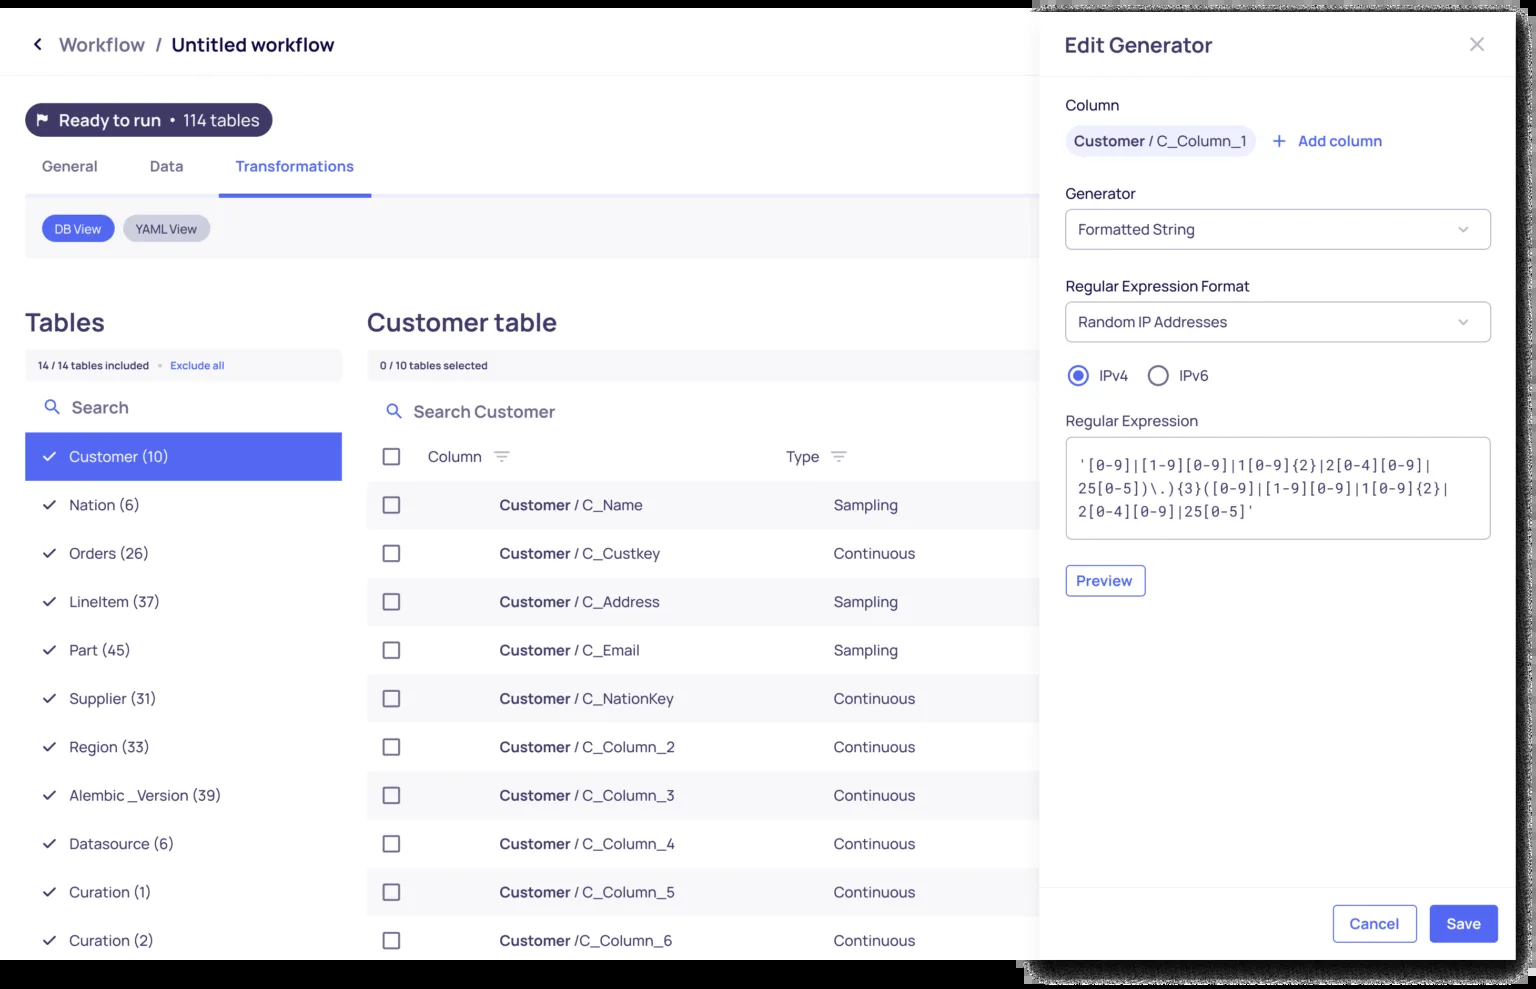 Workflow / Untitled workflow
Ready to run • 114 tables
General Data Transformations
DB View YAML View
Tables
14 / 14 tables included • Exclude all
Search
Customer (10)
Nation (6)
Orders (26)
LineItem (37)
Part (45)
Supplier (31)
Region (33)
Alembic _Version (39)
Datasource (6)
Curation (1)
Curation (2)
Customer table
0 / 10 tables selected
Search Customer
Column Type
Customer / C_Name Sampling
Customer / C_Custkey Continuous
Customer / C_Address Sampling
Customer / C_Email Sampling
Customer / C_NationKey Continuous
Customer / C_Column_2 Continuous
Customer / C_Column_3 Continuous
Customer / C_Column_4 Continuous
Customer / C_Column_5 Continuous
Customer /C_Column_6 Continuous
Edit Generator
Column
Customer / C_Column_1 + Add column
Generator
Formatted String
Regular Expression Format
Random IP Addresses
IPv4 IPv6
Regular Expression
'[0-9]|[1-9][0-9]|1[0-9]{2}|2[0-4][0-9]|
25[0-5])\.){3}([0-9]|[1-9][0-9]|1[0-9]{2}|
2[0-4][0-9]|25[0-5]'
Preview
Cancel Save